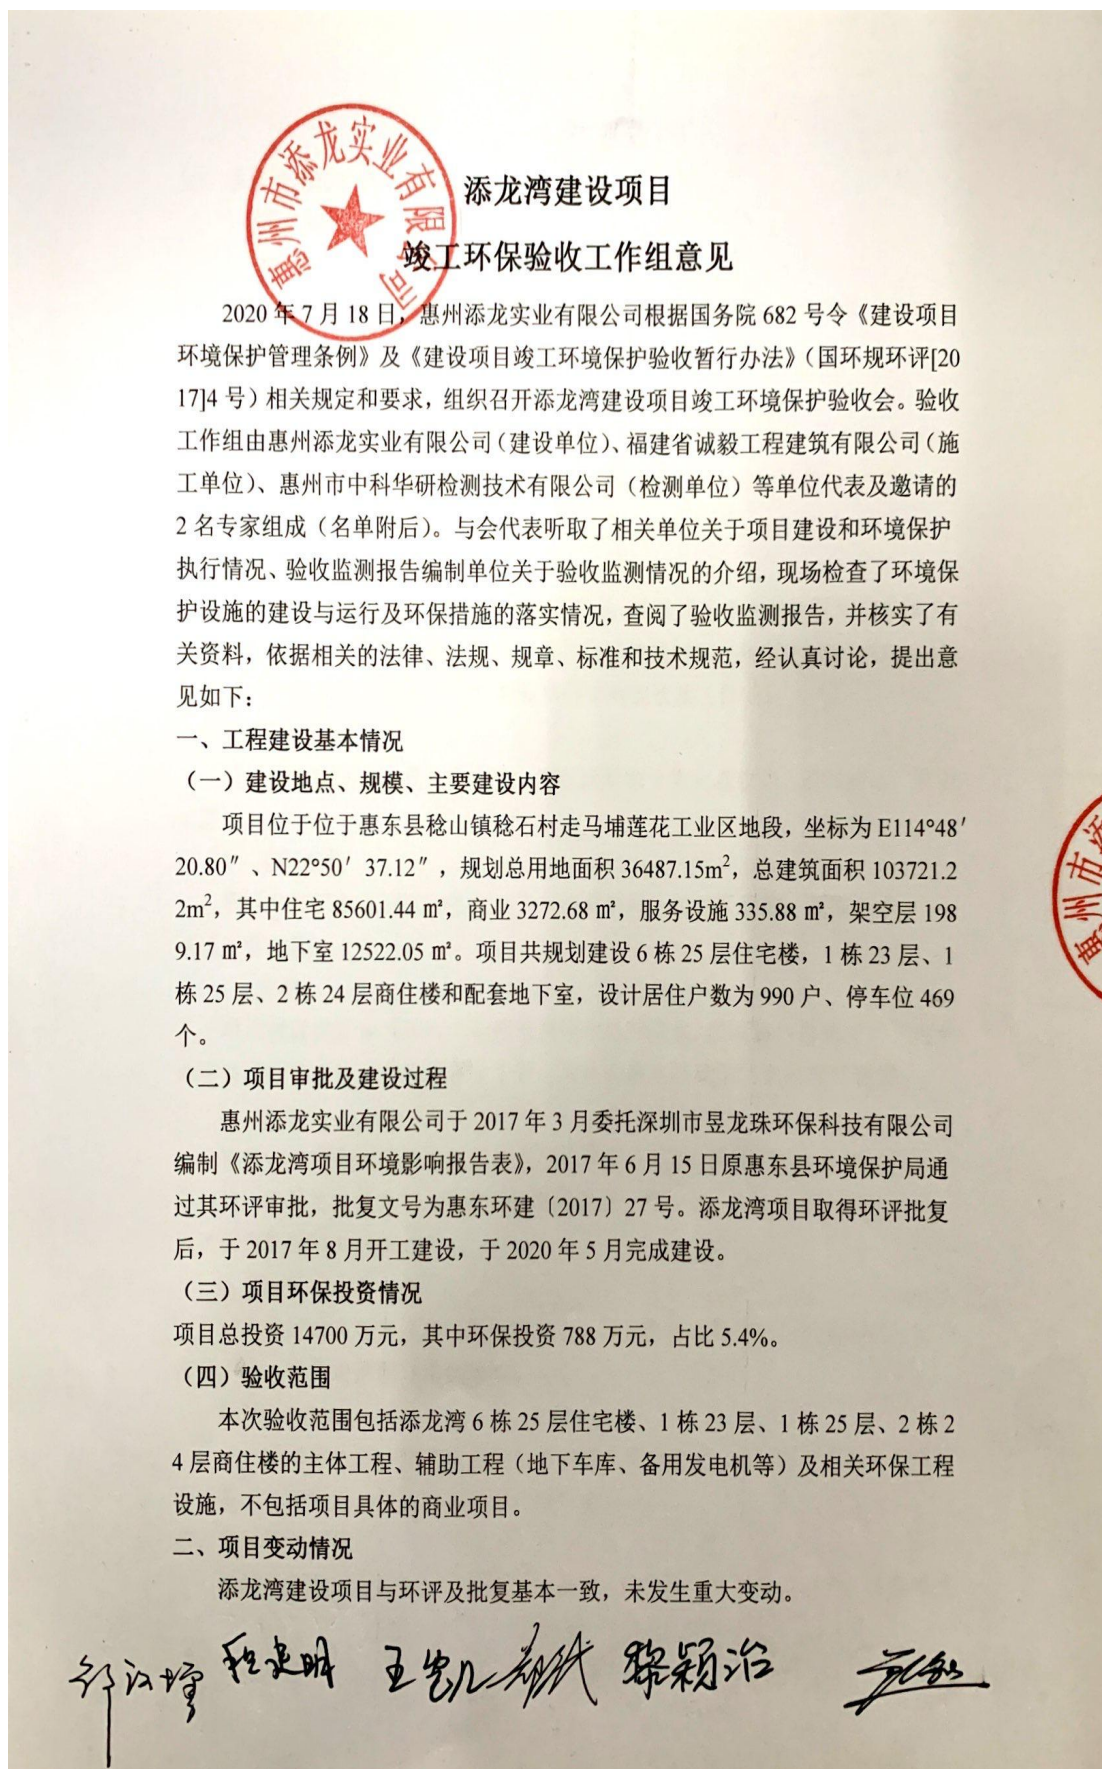 惠州市添龙实业有限公司
添龙湾建设项目
竣工环保验收工作组意见
2020年7月18日，惠州添龙实业有限公司根据国务院682号令《建设项目
环境保护管理条例》及《建设项目竣工环境保护验收暂行办法》（国环规环评[20
17]4号）相关规定和要求，组织召开添龙湾建设项目竣工环境保护验收会。验收
工作组由惠州添龙实业有限公司（建设单位）、福建省诚毅工程建筑有限公司（施
工单位）、惠州市中科华研检测技术有限公司（检测单位）等单位代表及邀请的
2名专家组成（名单附后）。与会代表听取了相关单位关于项目建设和环境保护
执行情况、验收监测报告编制单位关于验收监测情况的介绍，现场检查了环境保
护设施的建设与运行及环保措施的落实情况，查阅了验收监测报告，并核实了有
关资料，依据相关的法律、法规、规章、标准和技术规范，经认真讨论，提出意
见如下：
一、工程建设基本情况
（一）建设地点、规模、主要建设内容
项目位于位于惠东县稔山镇稔石村走马埔莲花工业区地段，坐标为E114°48′
20.80″、N22°50′37.12″，规划总用地面积36487.15m²，总建筑面积103721.2
2m²，其中住宅85601.44㎡，商业3272.68㎡，服务设施335.88㎡，架空层198
9.17㎡，地下室12522.05㎡。项目共规划建设6栋25层住宅楼，1栋23层、1
栋25层、2栋24层商住楼和配套地下室，设计居住户数为990户、停车位469
个。
（二）项目审批及建设过程
惠州添龙实业有限公司于2017年3月委托深圳市昱龙珠环保科技有限公司
编制《添龙湾项目环境影响报告表》，2017年6月15日原惠东县环境保护局通
过其环评审批，批复文号为惠东环建〔2017〕27号。添龙湾项目取得环评批复
后，于2017年8月开工建设，于2020年5月完成建设。
（三）项目环保投资情况
项目总投资14700万元，其中环保投资788万元，占比5.4%。
（四）验收范围
本次验收范围包括添龙湾6栋25层住宅楼、1栋23层、1栋25层、2栋2
4层商住楼的主体工程、辅助工程（地下车库、备用发电机等）及相关环保工程
设施，不包括项目具体的商业项目。
二、项目变动情况
添龙湾建设项目与环评及批复基本一致，未发生重大变动。
王凯 黎颖治
惠州市添